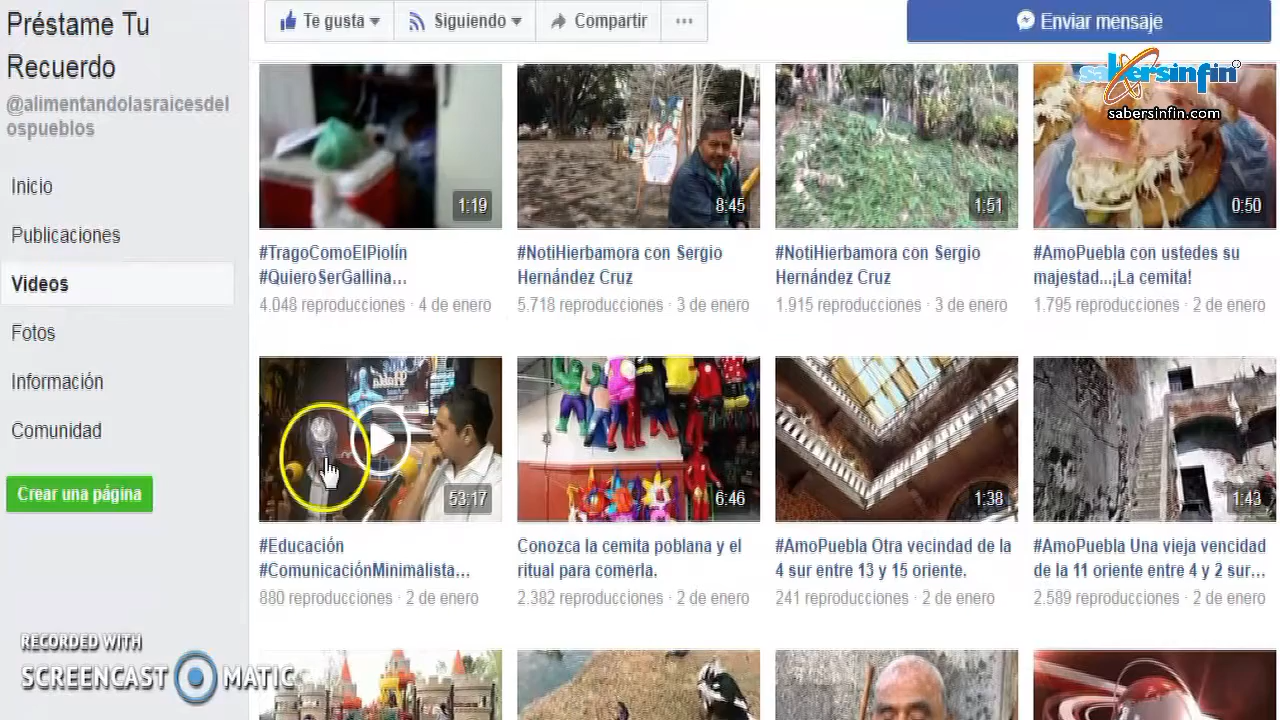 Préstame Tu
Recuerdo
@alimentandolasraicesdel
ospueblos
Inicio
Publicaciones
Videos
Fotos
Información
Comunidad
Crear una página
Te gusta
Siguiendo
Compartir
Enviar mensaje
sabersinfin
sabersinfin.com
1:19
8:45
1:51
0:50
#TragoComoElPiolín
#QuieroSerGallina...
4.048 reproducciones · 4 de enero
#NotiHierbamora con Sergio
Hernández Cruz
5.718 reproducciones · 3 de enero
#NotiHierbamora con Sergio
Hernández Cruz
1.915 reproducciones · 3 de enero
#AmoPuebla con ustedes su
majestad...¡La cemita!
1.795 reproducciones · 2 de enero
53:17
6:46
1:38
1:43
#Educación
#ComunicaciónMinimalista...
880 reproducciones · 2 de enero
Conozca la cemita poblana y el
ritual para comerla.
2.382 reproducciones · 2 de enero
#AmoPuebla Otra vecindad de la
4 sur entre 13 y 15 oriente.
241 reproducciones · 2 de enero
#AmoPuebla Una vieja vencidad
de la 11 oriente entre 4 y 2 sur...
2.589 reproducciones · 2 de enero
RECORDED WITH
SCREENCAST MATIC